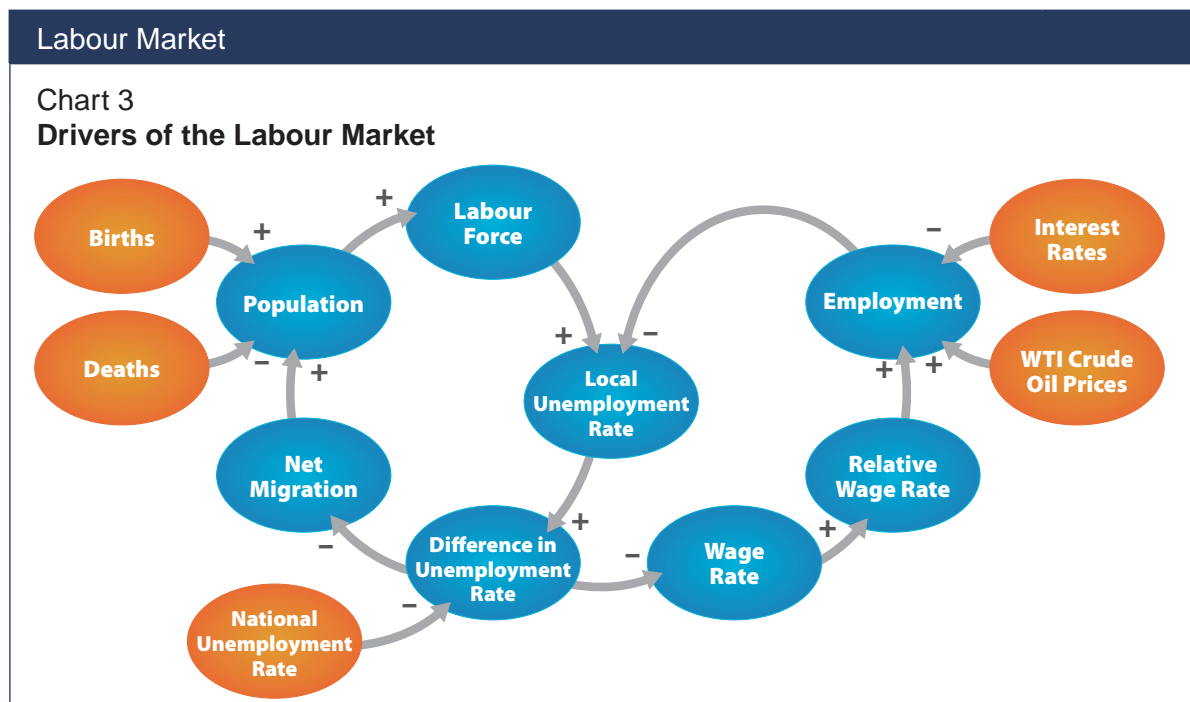 Labour Market
Chart 3
Drivers of the Labour Market
Births
+
Population
Deaths
−
+
Labour
Force
+
Net
Migration
+
−
National
Unemployment
Rate
−
Difference in
Unemployment
Rate
+
Local
Unemployment
Rate
−
Employment
−
Interest
Rates
WTI Crude
Oil Prices
+
+
Relative
Wage Rate
+
Wage
Rate
−